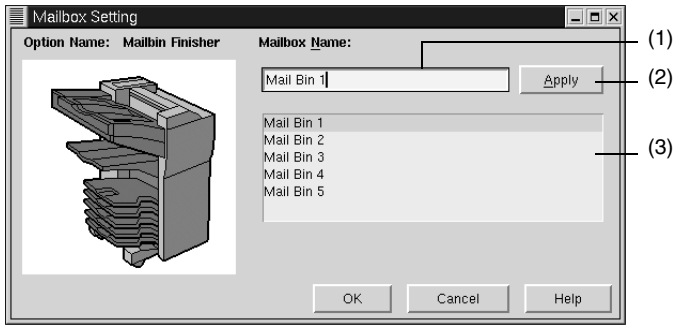 Mailbox Setting
Option Name: Mailbin Finisher Mailbox Name:
(1)
Mail Bin 1 Apply
(2)
Mail Bin 1
Mail Bin 2
(3)
Mail Bin 3
Mail Bin 4
Mail Bin 5
OK Cancel Help